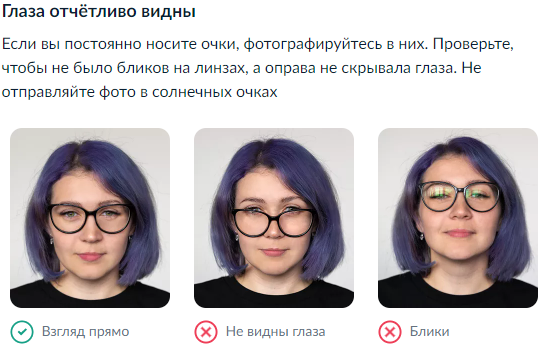 Глаза отчётливо видны
Если вы постоянно носите очки, фотографируйтесь в них. Проверьте,
чтобы не было бликов на линзах, а оправа не скрывала глаза. Не
отправляйте фото в солнечных очках
Взгляд прямо
Не видны глаза
Блики